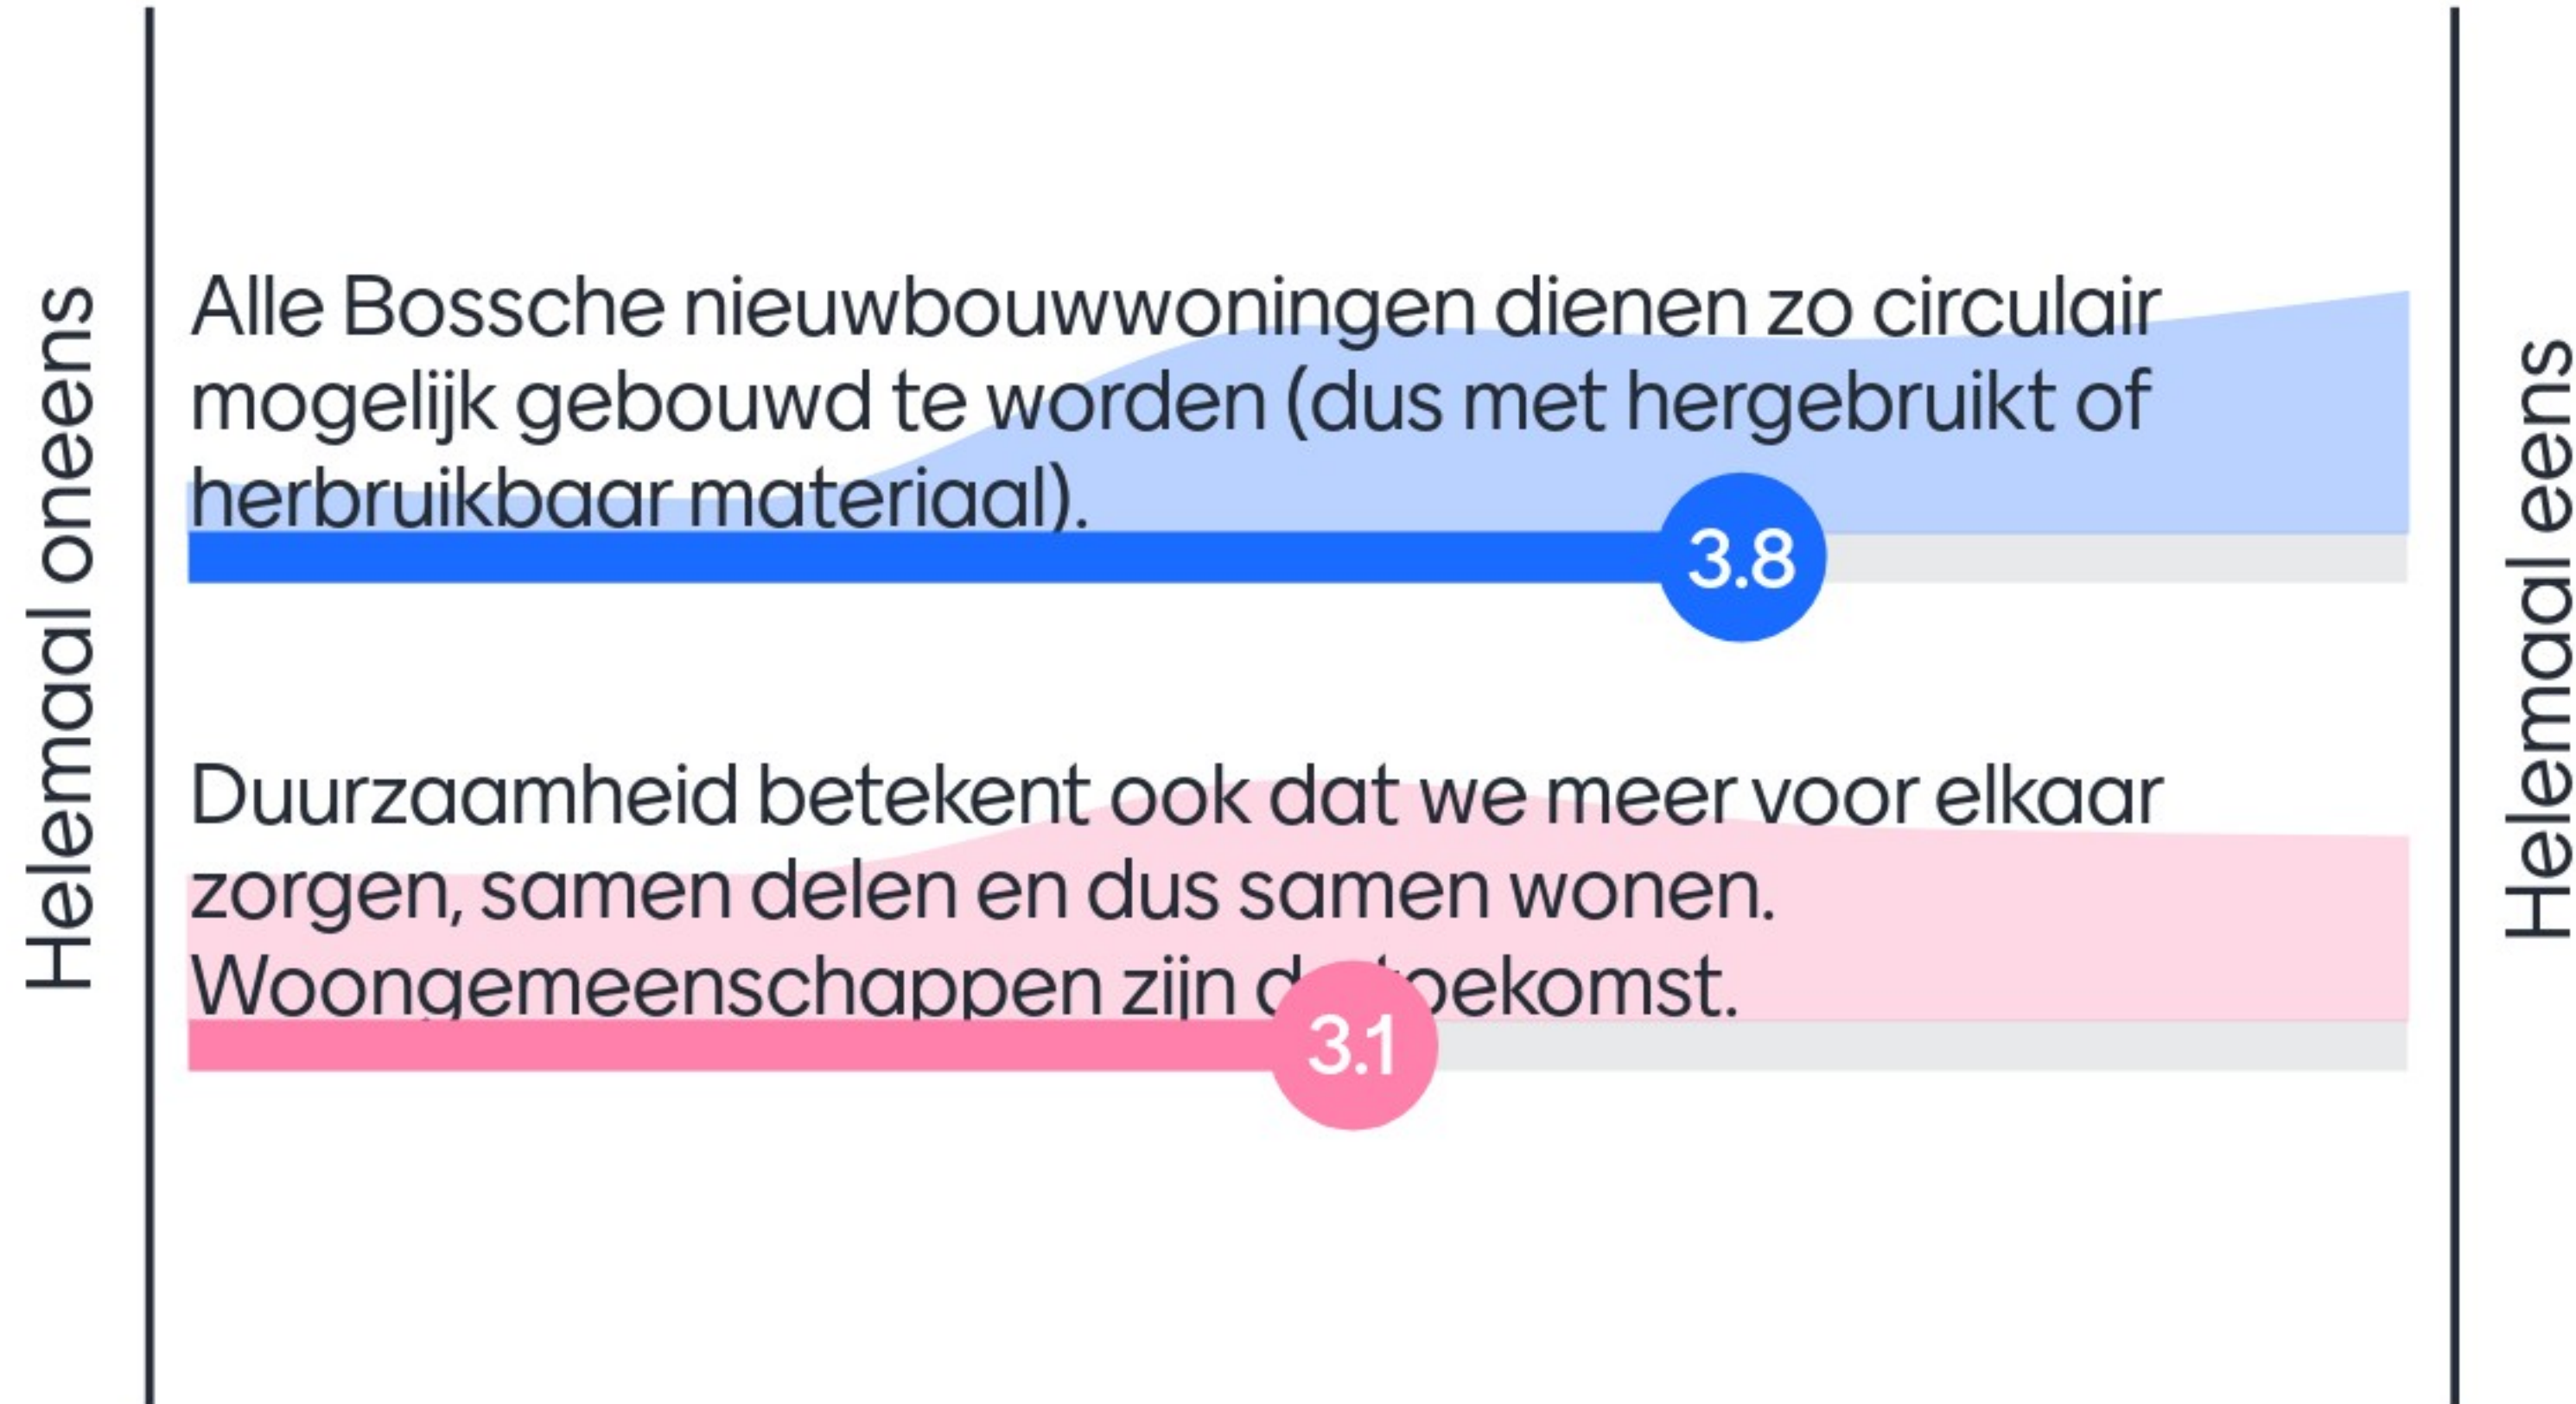 Helemaal oneens
Alle Bossche nieuwbouwwoningen dienen zo circulair
mogelijk gebouwd te worden (dus met hergebruikt of
herbruikbaar materiaal).
3.8
Duurzaamheid betekent ook dat we meer voor elkaar
zorgen, samen delen en dus samen wonen.
Woongemeenschappen zijn de toekomst.
3.1
Helemaal eens